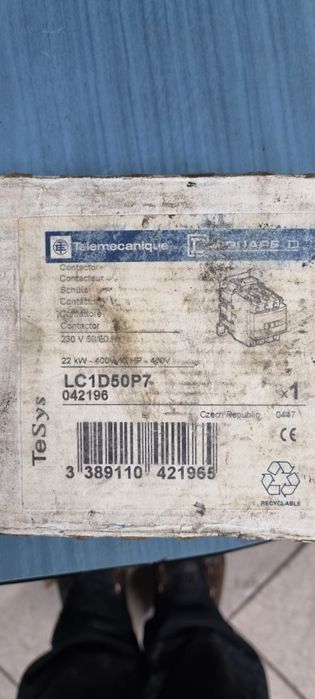 Telemecanique SQUARE D
Contactor
Contacteur
Schütz
Contactor
230 V 50/60
22 kW - 400V
LC1D50P7
042196
x1
TeSys
Czech Republic 0447
CE
3 389110 421965
RECYCLABLE